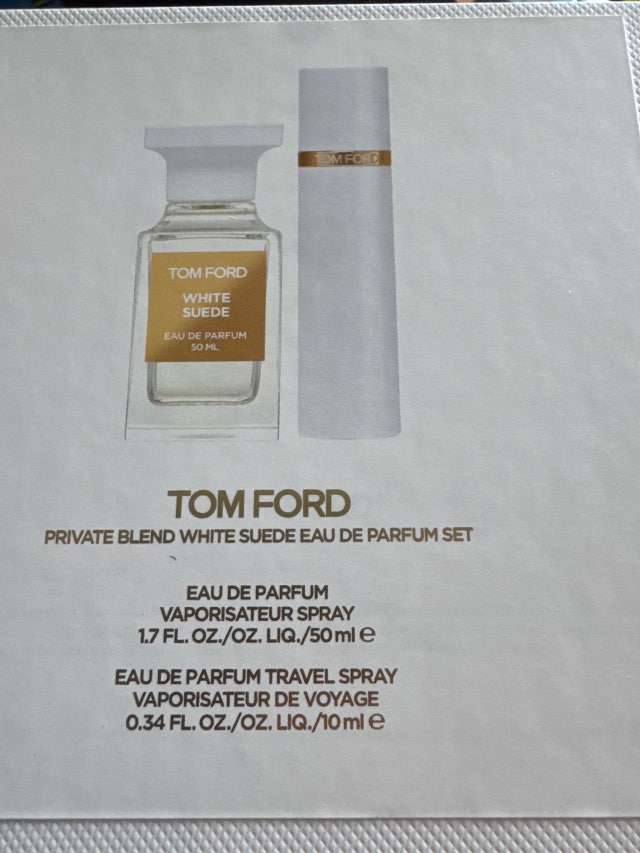 TOM FORD
TOM FORD
WHITE
SUEDE
EAU DE PARFUM
50 ML
TOM FORD
PRIVATE BLEND WHITE SUEDE EAU DE PARFUM SET
EAU DE PARFUM
VAPORISATEUR SPRAY
1.7 FL. OZ./OZ. LIQ./50 ml e
EAU DE PARFUM TRAVEL SPRAY
VAPORISATEUR DE VOYAGE
0.34 FL. OZ./OZ. LIQ./10 ml e